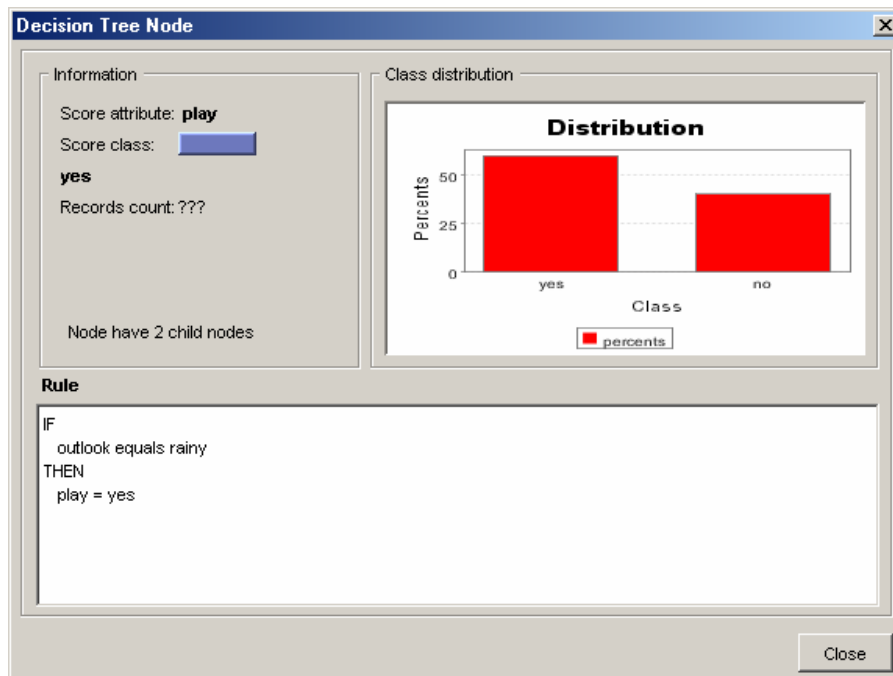 Decision Tree Node
Information
Score attribute: play
Score class:
yes
Records count: ???
Node have 2 child nodes
Class distribution
Distribution
Percents
50
25
0
yes
no
Class
percents
Rule
IF
outlook equals rainy
THEN
play = yes
Close